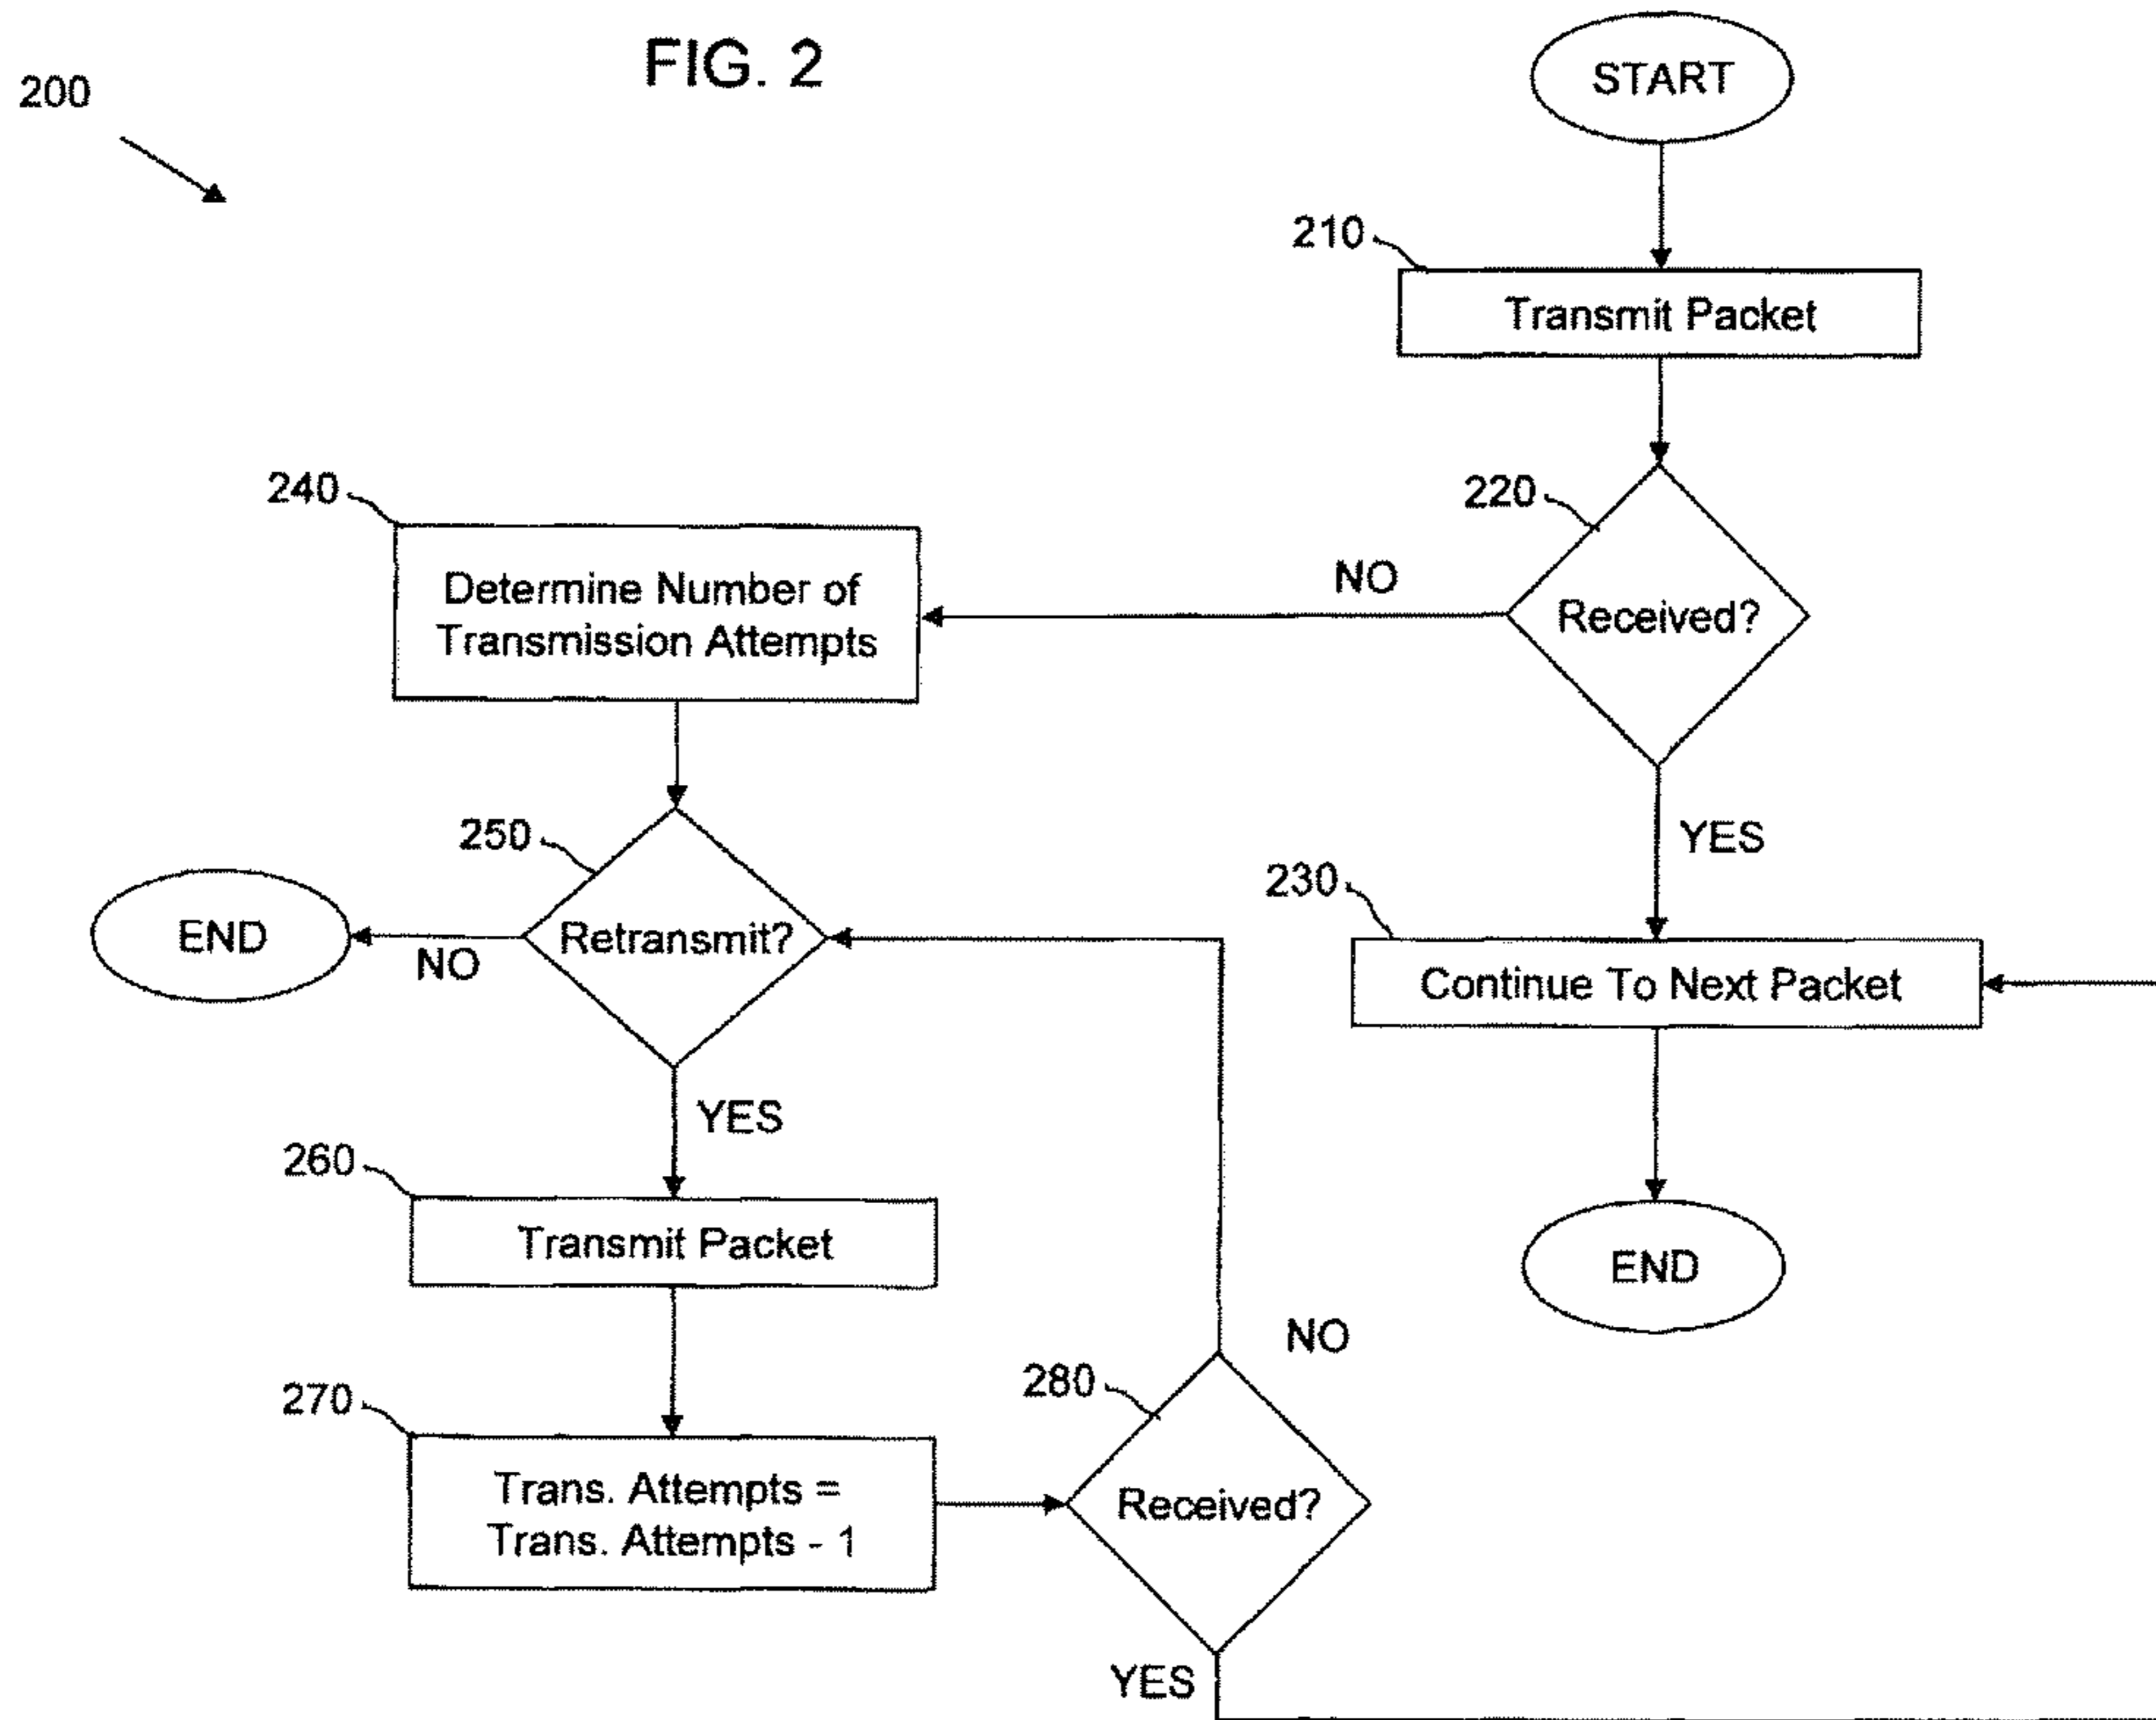 FIG. 2
200
START
210
Transmit Packet
220
Received?
NO
YES
240
Determine Number of
Transmission Attempts
250
Retransmit?
NO
END
YES
230
Continue To Next Packet
END
260
Transmit Packet
270
Trans. Attempts =
Trans. Attempts - 1
280
Received?
NO
YES